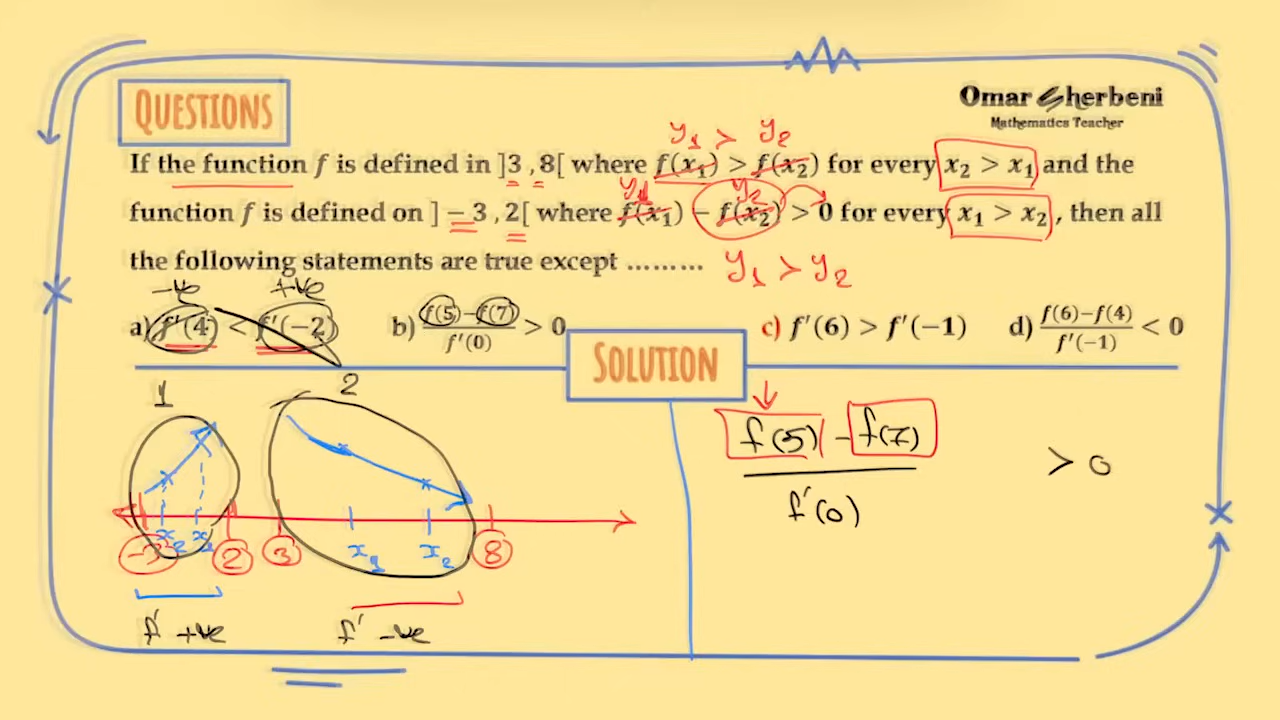 QUESTIONS
Omar Sherbeni
Mathematics Teacher
y₁ > y₂
If the function f is defined in ]3 ,8[ where f(x₁) > f(x₂) for every x₂ > x₁ and the
y₁ y₂
function f is defined on ] − 3 , 2[ where f(x₁) − f(x₂) > 0 for every x₁ > x₂, then all
the following statements are true except ……… y₁ > y₂
-ve +ve
a) f′(4) < f′(−2) b) f(5)−f(7)/f′(0) > 0 c) f′(6) > f′(−1) d) f(6)−f(4)/f′(−1) < 0
SOLUTION
1 2
f(5) - f(7)
> 0
f'(0)
-3 x₂ x₁ 2 3 x₁ x₂ 8
f' +ve f' -ve